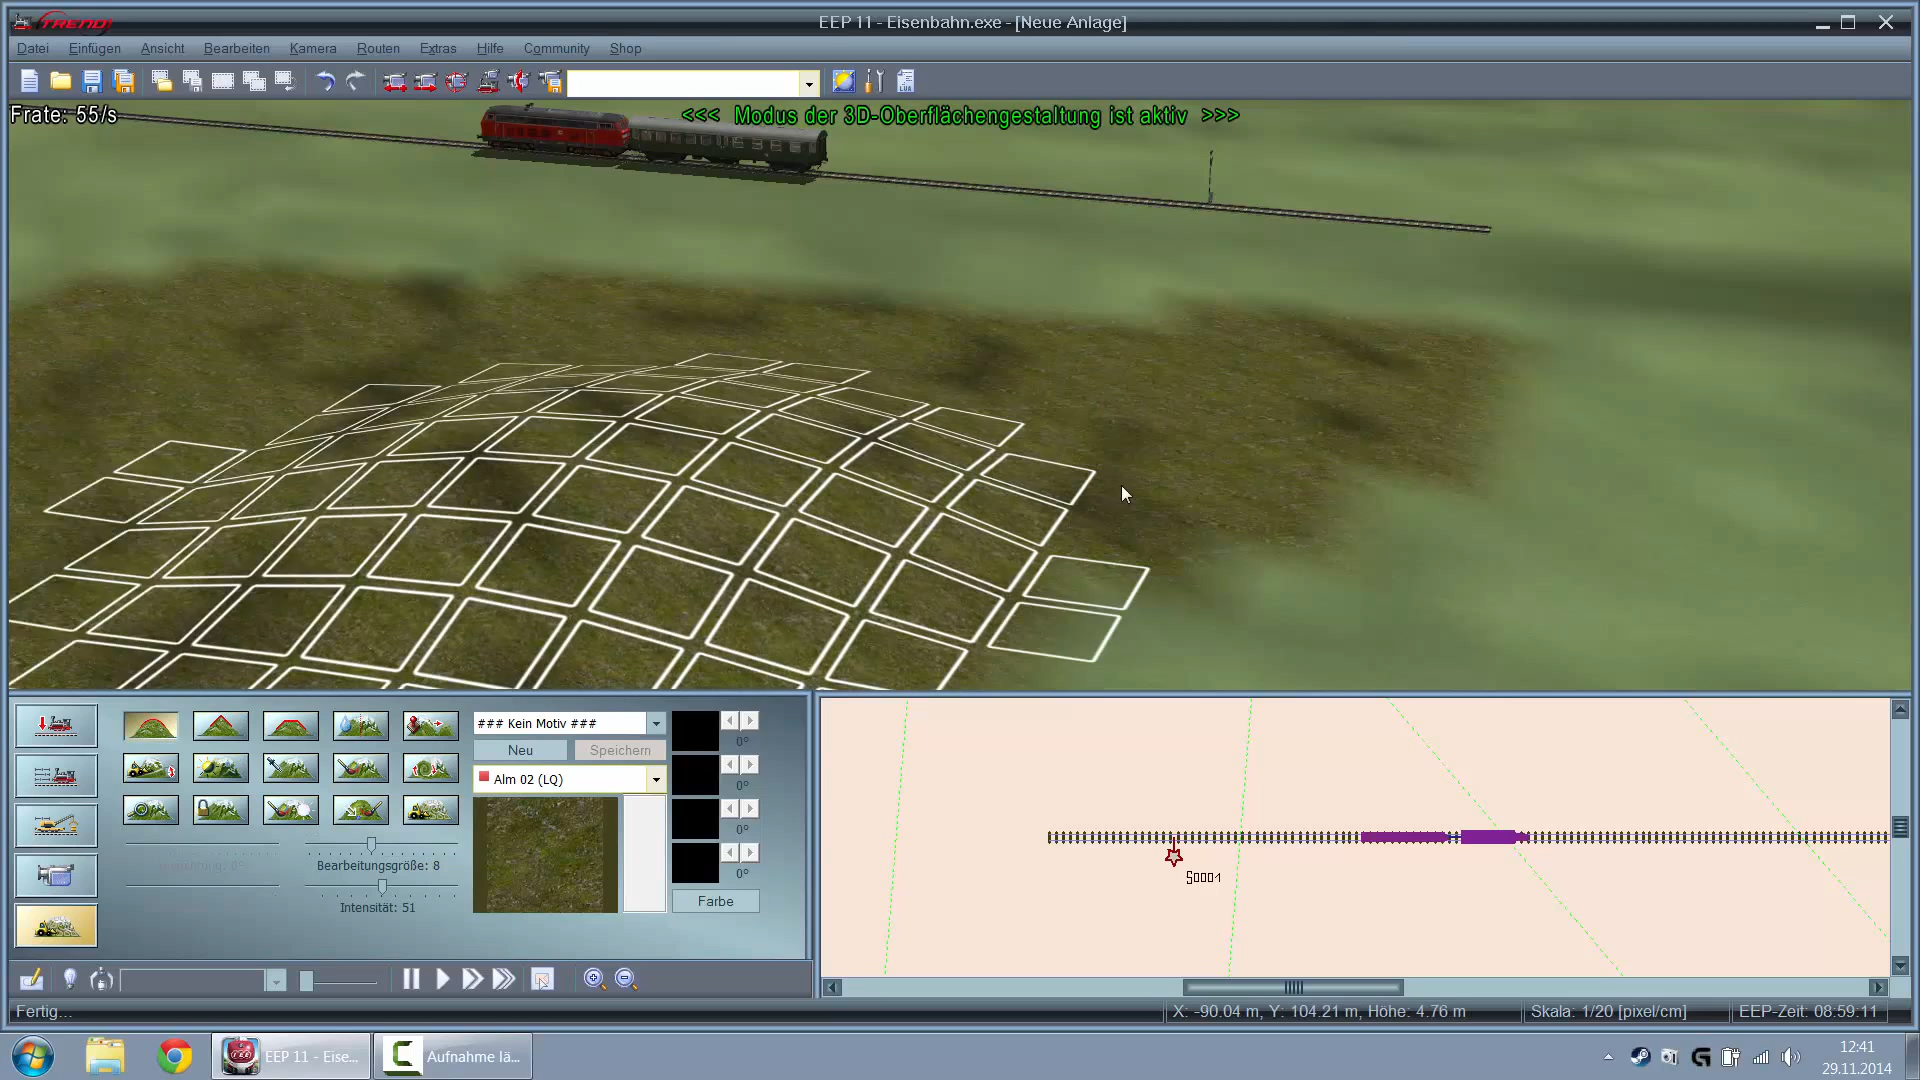 TREND
EEP 11 - Eisenbahn.exe - [Neue Anlage]
Datei Einfügen Ansicht Bearbeiten Kamera Routen Extras Hilfe Community Shop
LUA
Frate: 55/s
<<< Modus der 3D-Oberflächengestaltung ist aktiv >>>
### Kein Motiv ###
Neu Speichern
Alm 02 (LQ)
0°
0°
0°
0°
Farbe
Bearbeitungsgröße: 8
Intensität: 51
S0001
Fertig...
X: -90.04 m, Y: 104.21 m, Höhe: 4.76 m
Skala: 1/20 [pixel/cm]
EEP-Zeit: 08:59:11
EEP 11 - Eise...
Aufnahme lä...
12:41
29.11.2014